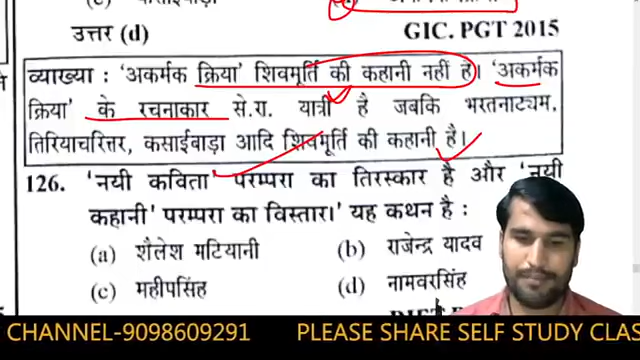 उत्तर (d) GIC. PGT 2015
व्याख्या : 'अकर्मक क्रिया' शिवमूर्ति की कहानी नहीं है। 'अकर्मक
क्रिया' के रचनाकार से.रा. यात्री है जबकि भरतनाट्यम,
तिरियाचरित्तर, कसाईबाड़ा आदि शिवमूर्ति की कहानी है।
126. 'नयी कविता' परम्परा का तिरस्कार है और 'नयी
कहानी' परम्परा का विस्तार।' यह कथन है :
(a) शैलेश मटियानी (b) राजेन्द्र यादव
(c) महीपसिंह (d) नामवरसिंह
CHANNEL-9098609291 PLEASE SHARE SELF STUDY CLAS